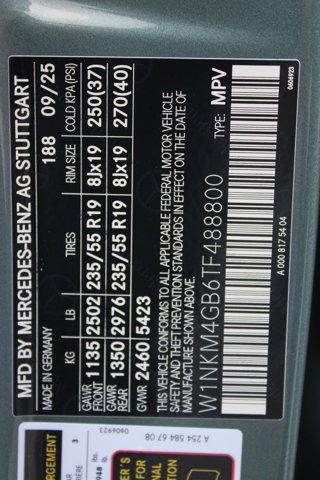 MFD BY MERCEDES-BENZ AG STUTTGART
MADE IN GERMANY 188 09/25
KG LB TIRES RIM SIZE COLD KPA (PSI)
GAWR FRONT 1135 2502 235/55 R19 8Jx19 250(37)
GAWR REAR 1350 2976 235/55 R19 8Jx19 270(40)
GVWR 2460 5423
THIS VEHICLE CONFORMS TO ALL APPLICABLE FEDERAL MOTOR VEHICLE
SAFETY AND THEFT PREVENTION STANDARDS IN EFFECT ON THE DATE OF
MANUFACTURE SHOWN ABOVE.
W1NKM4GB6TF488800 TYPE: MPV
A 000 817 54 04
0606923
A 254 584 67 08
0606923
3
lbs.